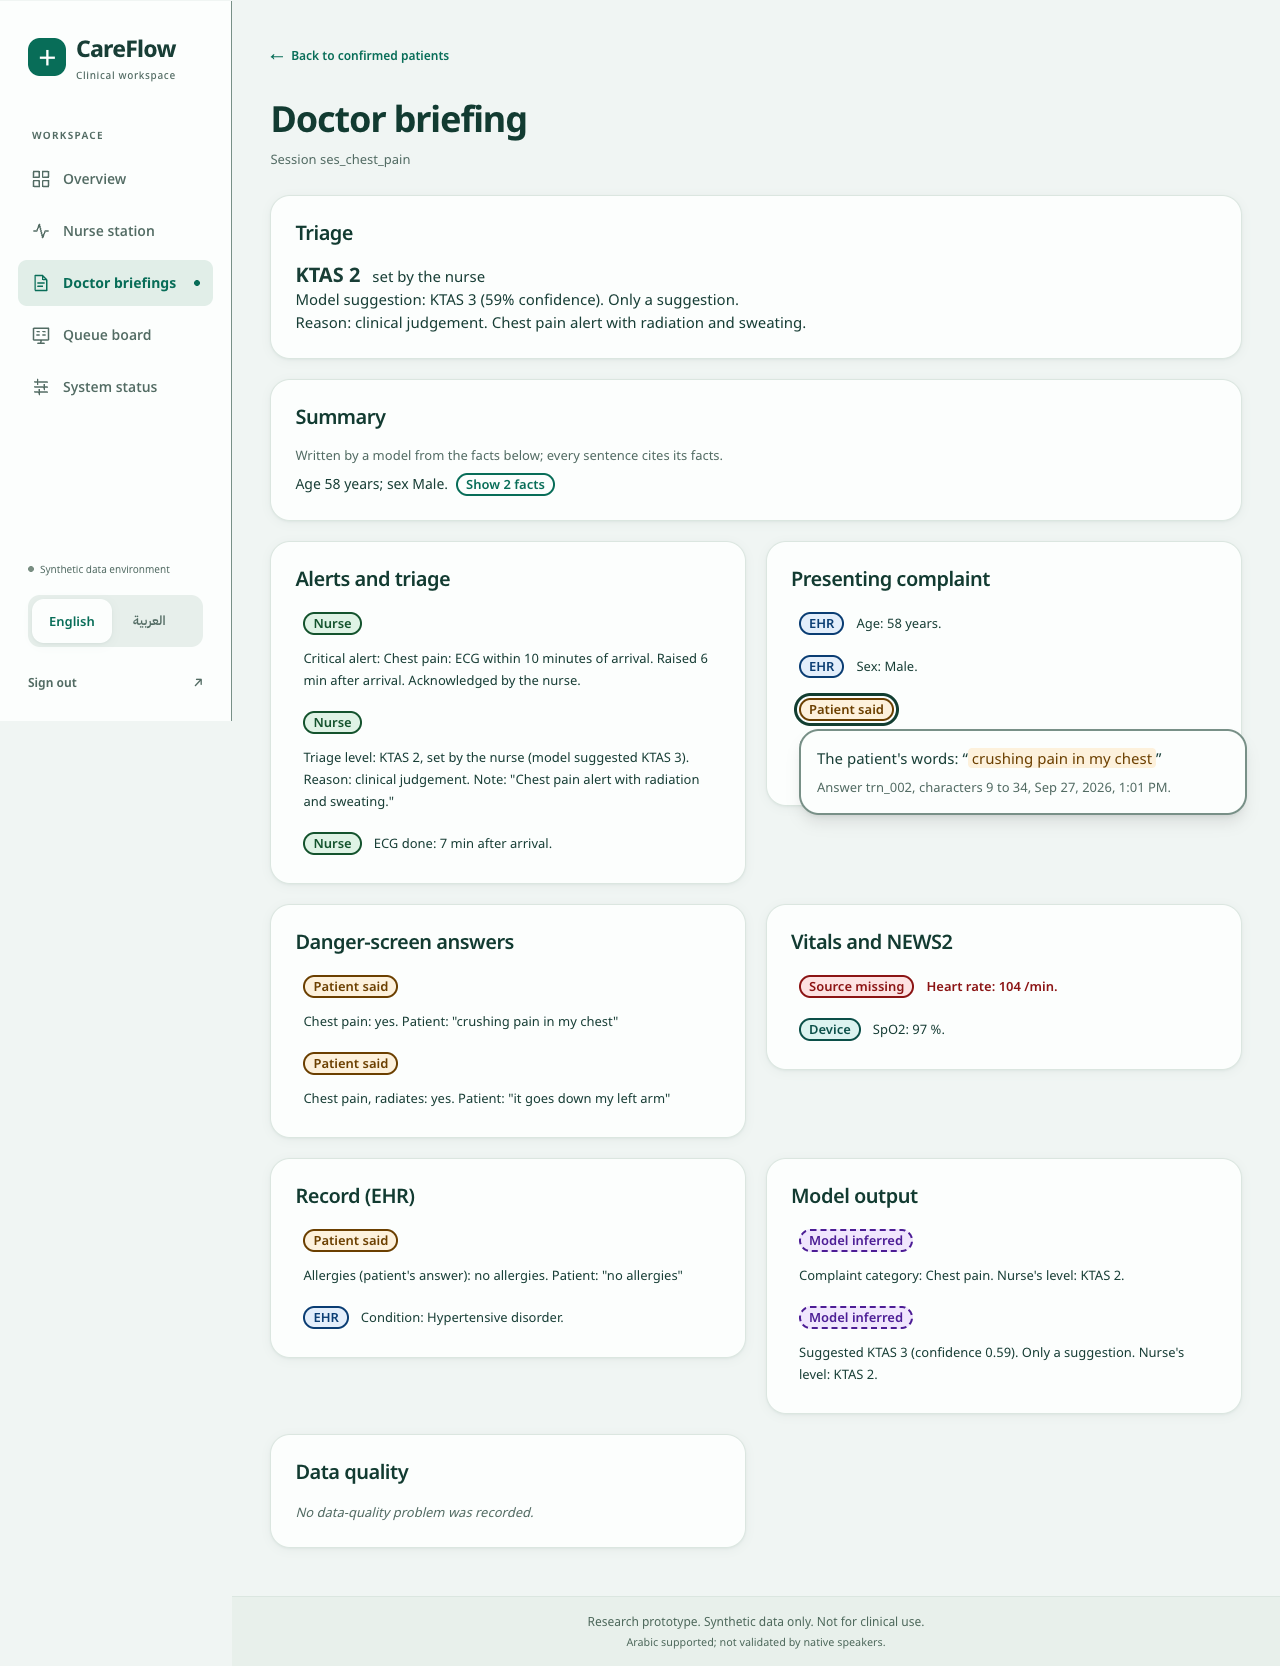 CareFlow
Clinical workspace
WORKSPACE
Overview
Nurse station
Doctor briefings
Queue board
System status
Synthetic data environment
English
العربية
Sign out
← Back to confirmed patients
Doctor briefing
Session ses_chest_pain
Triage
KTAS 2 set by the nurse
Model suggestion: KTAS 3 (59% confidence). Only a suggestion.
Reason: clinical judgement. Chest pain alert with radiation and sweating.
Summary
Written by a model from the facts below; every sentence cites its facts.
Age 58 years; sex Male. Show 2 facts
Alerts and triage
Nurse
Critical alert: Chest pain: ECG within 10 minutes of arrival. Raised 6
min after arrival. Acknowledged by the nurse.
Nurse
Triage level: KTAS 2, set by the nurse (model suggested KTAS 3).
Reason: clinical judgement. Note: "Chest pain alert with radiation
and sweating."
Nurse ECG done: 7 min after arrival.
Presenting complaint
EHR Age: 58 years.
EHR Sex: Male.
Patient said
The patient's words: “crushing pain in my chest”
Answer trn_002, characters 9 to 34, Sep 27, 2026, 1:01 PM.
Danger-screen answers
Patient said
Chest pain: yes. Patient: "crushing pain in my chest"
Patient said
Chest pain, radiates: yes. Patient: "it goes down my left arm"
Vitals and NEWS2
Source missing Heart rate: 104 /min.
Device SpO2: 97 %.
Record (EHR)
Patient said
Allergies (patient's answer): no allergies. Patient: "no allergies"
EHR Condition: Hypertensive disorder.
Model output
Model inferred
Complaint category: Chest pain. Nurse's level: KTAS 2.
Model inferred
Suggested KTAS 3 (confidence 0.59). Only a suggestion. Nurse's
level: KTAS 2.
Data quality
No data-quality problem was recorded.
Research prototype. Synthetic data only. Not for clinical use.
Arabic supported; not validated by native speakers.